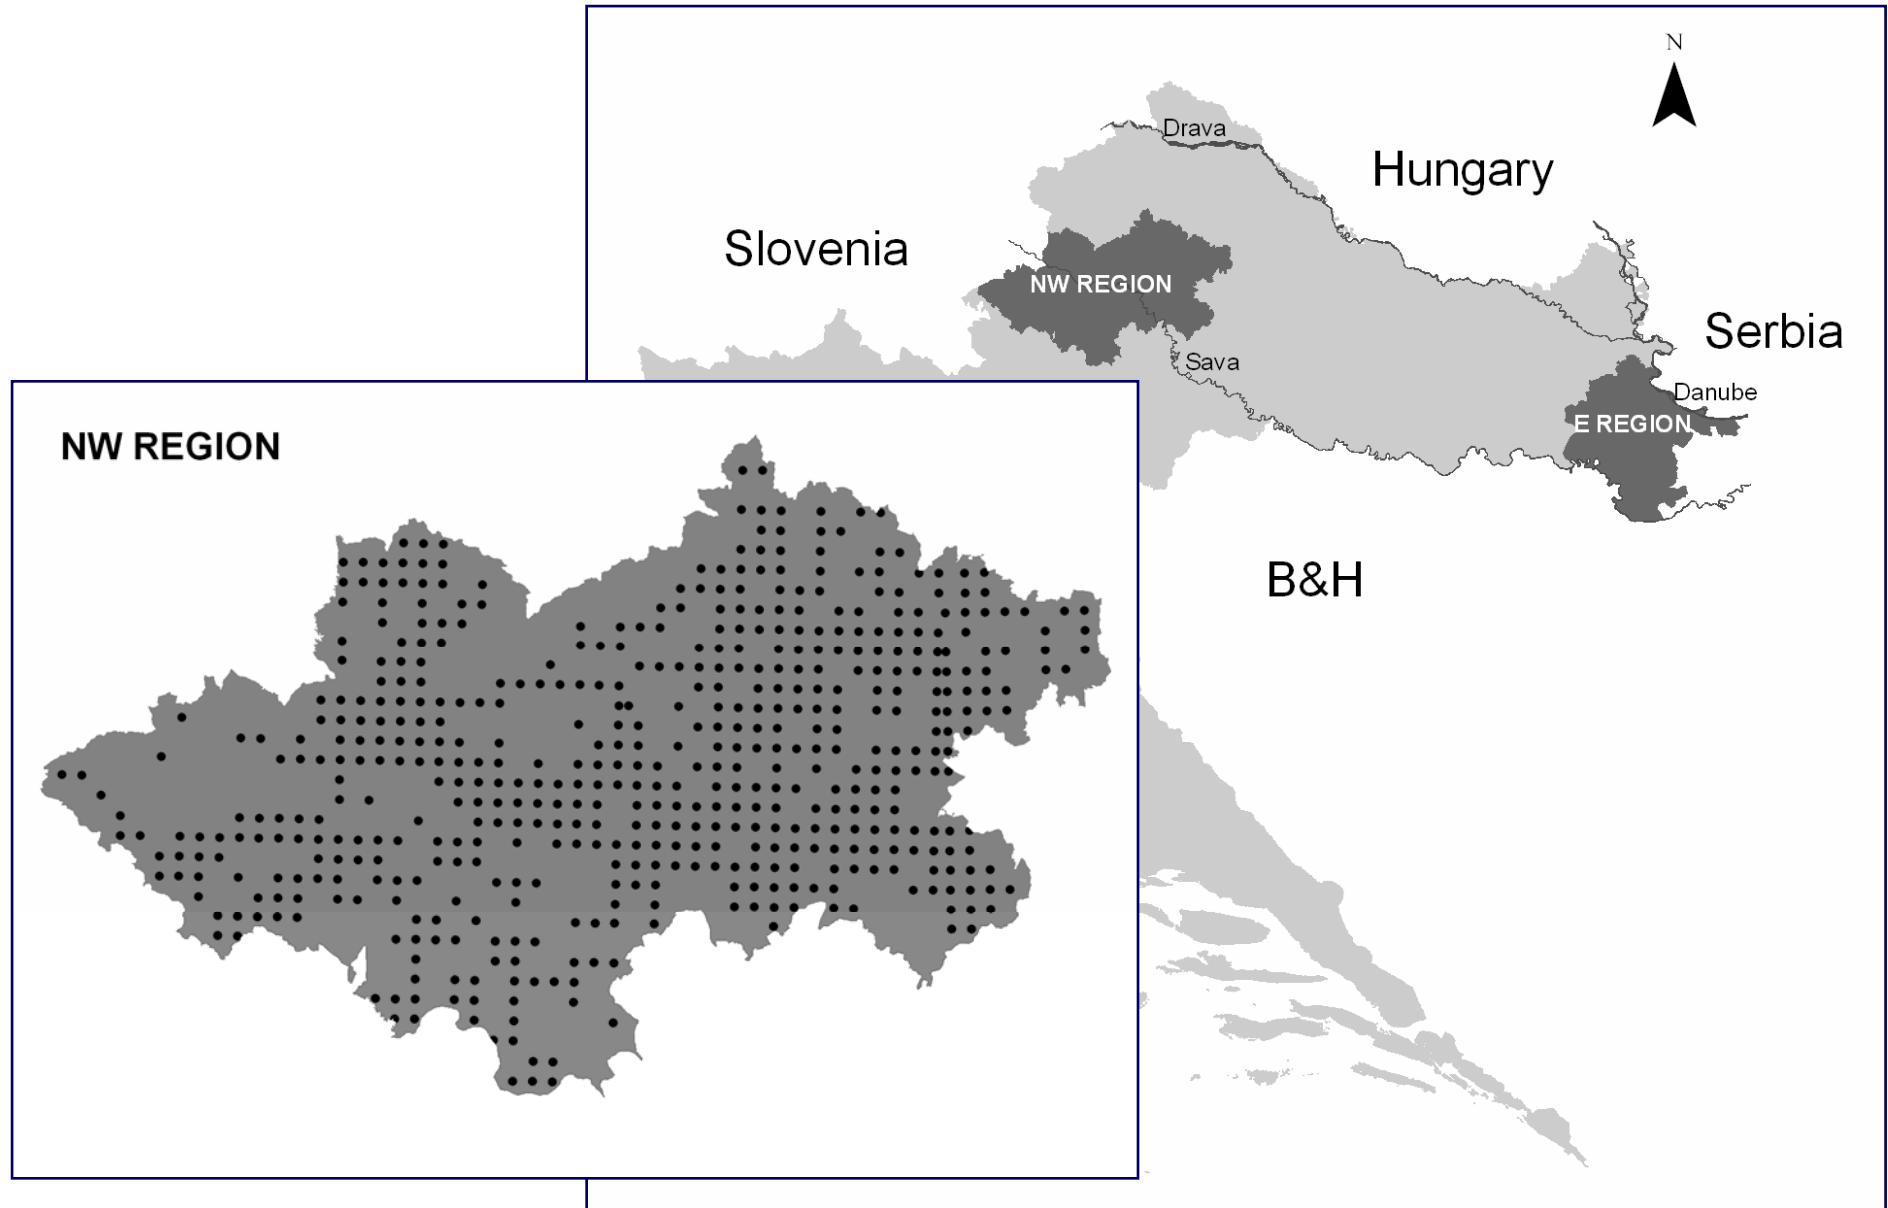 N
Drava
Hungary
Slovenia
NW REGION
Serbia
Sava
Danube
E REGION
NW REGION
B&H